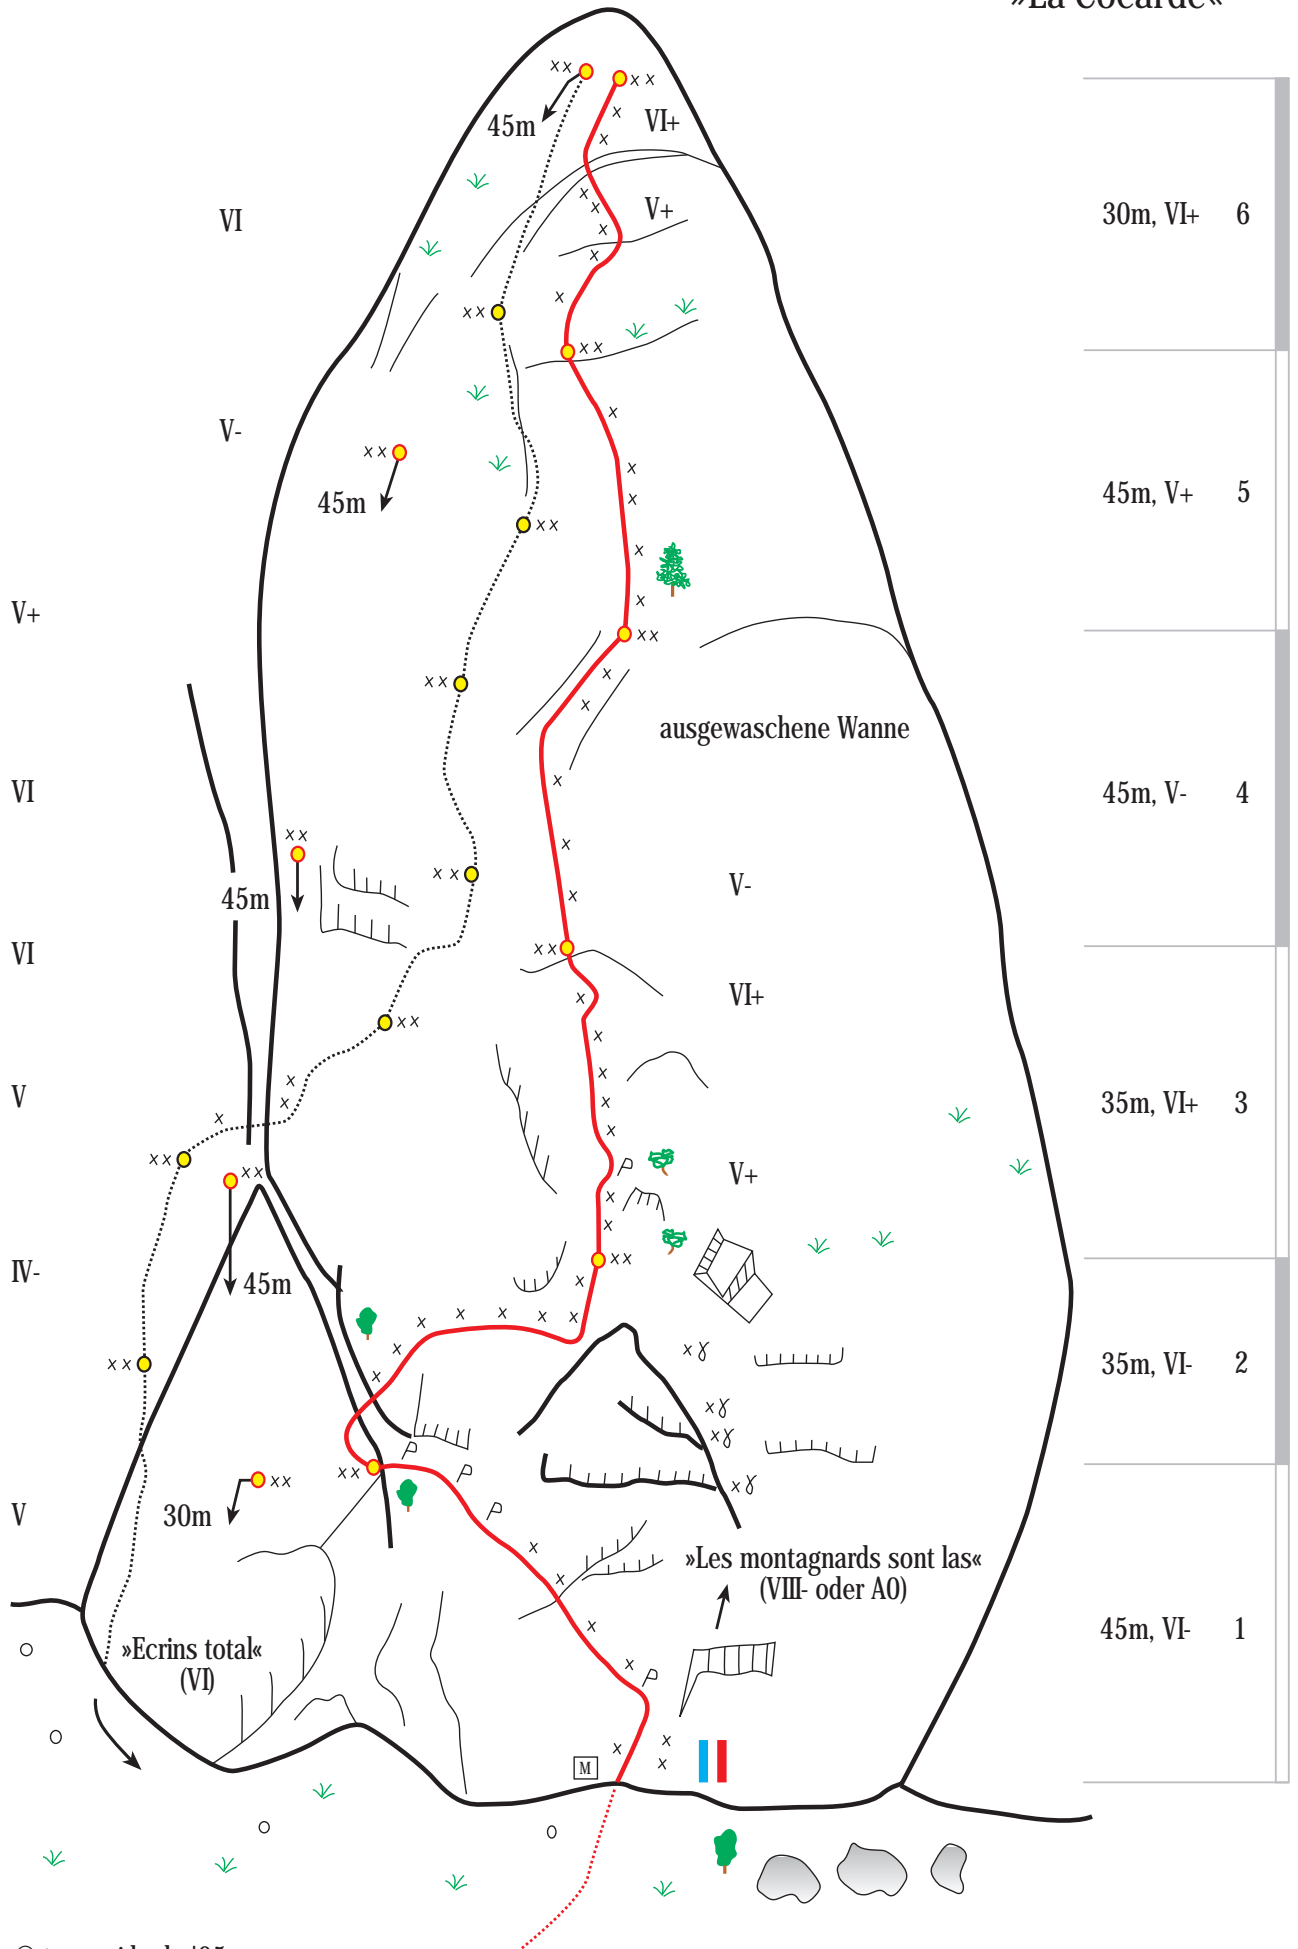 »La Cocarde«
45m
VI+
VI
V+
30m, VI+ 6
V-
45m
45m, V+ 5
V+
ausgewaschene Wanne
VI
45m, V- 4
V-
45m
VI
VI+
V
35m, VI+ 3
V+
IV-
45m
35m, VI- 2
V
30m
»Les montagnards sont las«
(VIII- oder A0)
45m, VI- 1
»Ecrins total«
(VI)
M